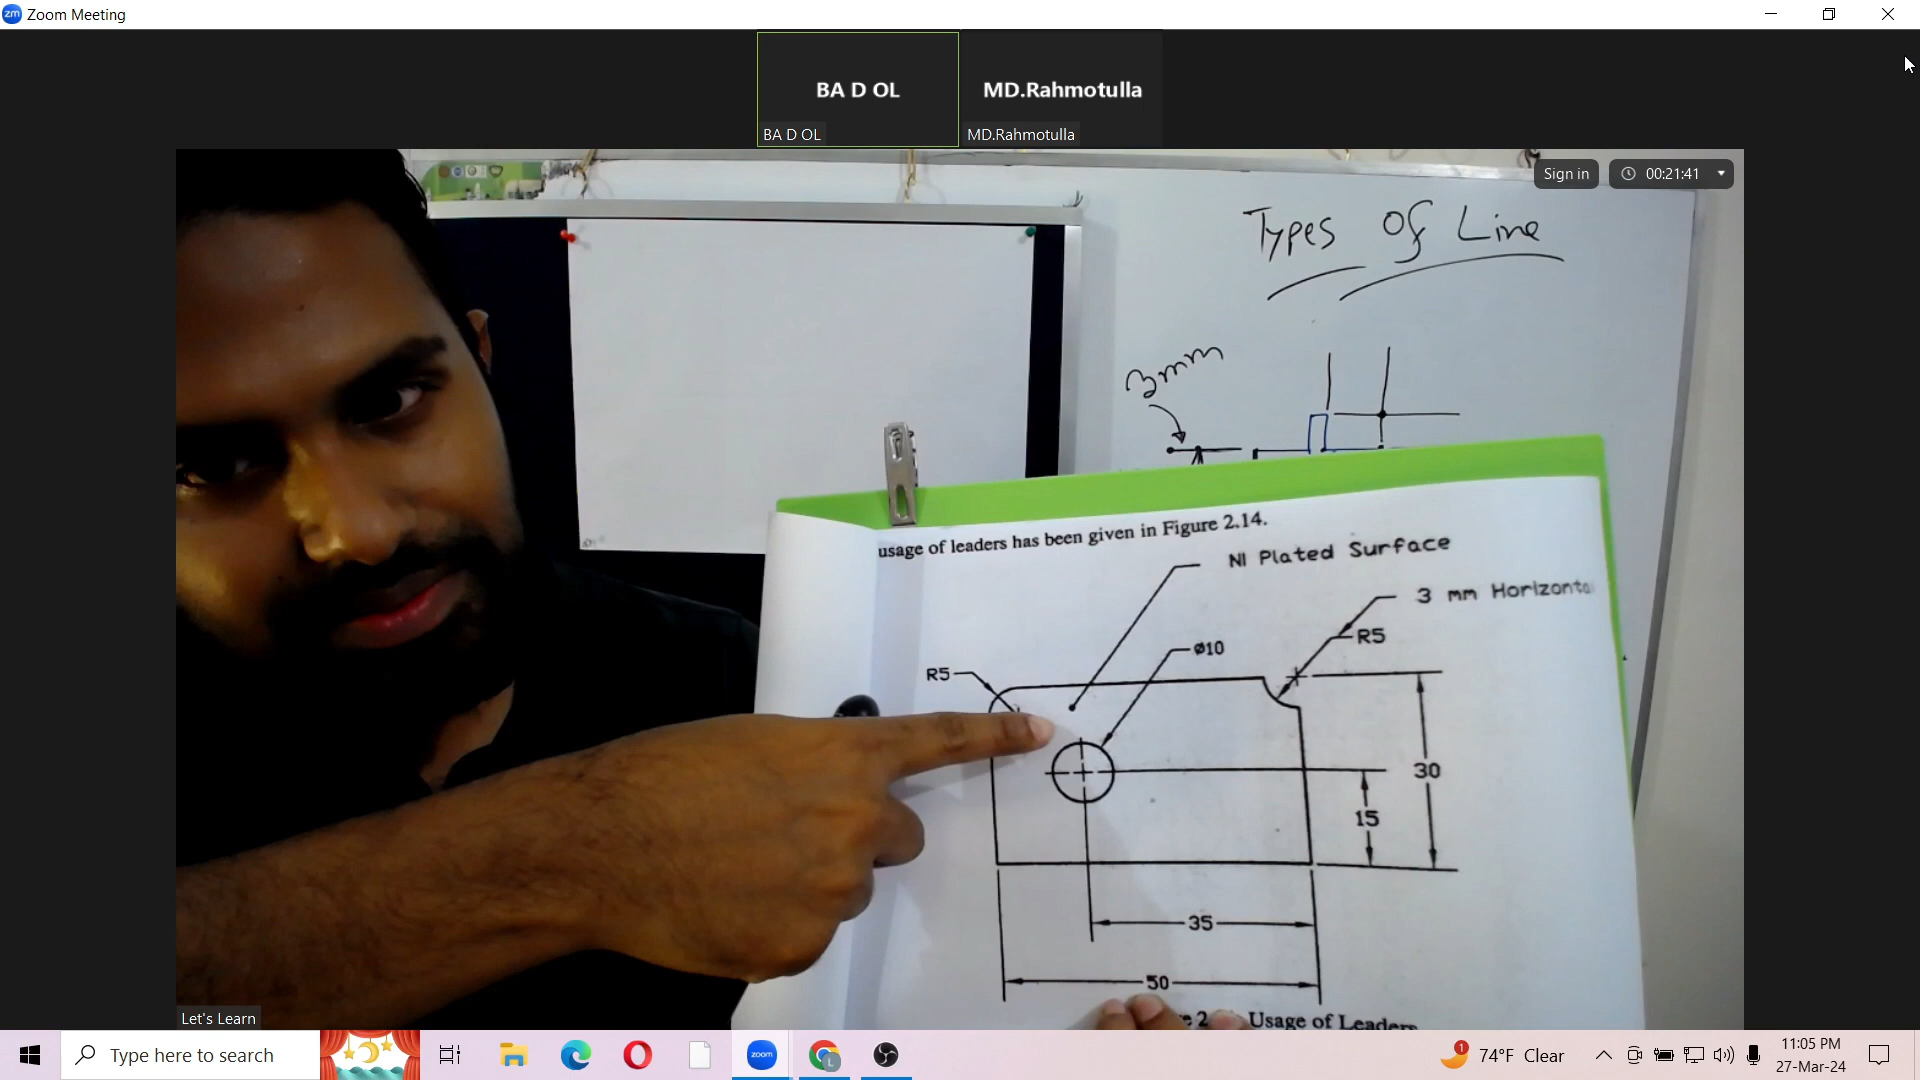 Zoom Meeting
BA D OL
MD.Rahmotulla
BA D OL
MD.Rahmotulla
Sign in
00:21:41
Types Of Line
3mm
usage of leaders has been given in Figure 2.14.
NI Plated Surface
3 mm Horizonta
R5
Ø10
R5
30
15
35
50
Usage of Leaders
Let's Learn
Type here to search
zoom
L
1
74°F Clear
11:05 PM
27-Mar-24